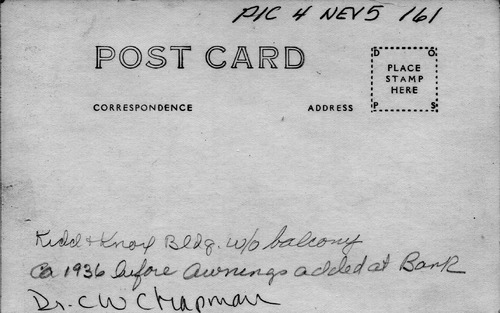 PIC 4 NEV5 161
POST CARD
D O
PLACE
STAMP
HERE
P S
CORRESPONDENCE ADDRESS
Kidd & Knox Bldg. w/o balcony
Ca 1936 before awnings added at Bank
Dr. C W Chapman